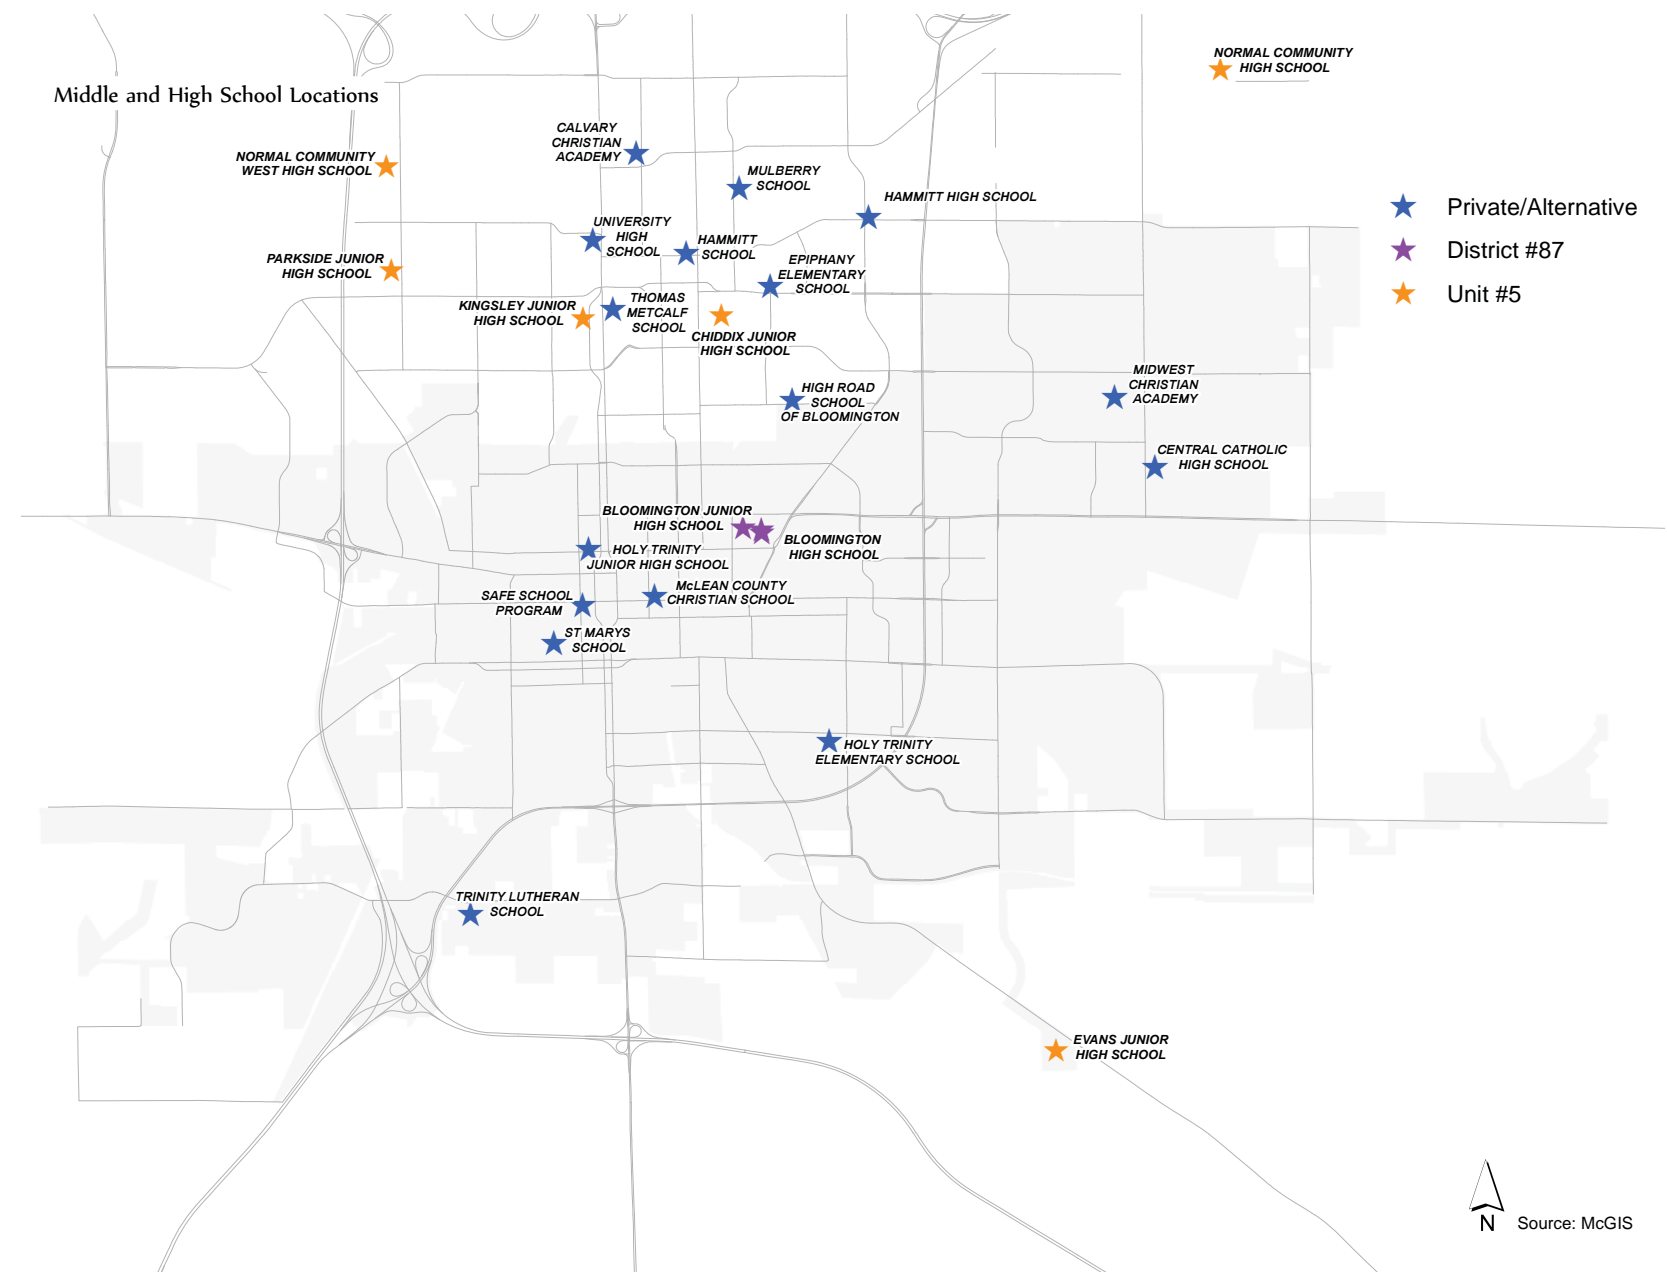 NORMAL COMMUNITY
HIGH SCHOOL
Middle and High School Locations
CALVARY
CHRISTIAN
ACADEMY
NORMAL COMMUNITY
WEST HIGH SCHOOL
MULBERRY
SCHOOL
HAMMITT HIGH SCHOOL
Private/Alternative
District #87
Unit #5
UNIVERSITY
HIGH
SCHOOL
HAMMITT
SCHOOL
PARKSIDE JUNIOR
HIGH SCHOOL
EPIPHANY
ELEMENTARY
SCHOOL
KINGSLEY JUNIOR
HIGH SCHOOL
THOMAS
METCALF
SCHOOL
CHIDDIX JUNIOR
HIGH SCHOOL
MIDWEST
CHRISTIAN
ACADEMY
HIGH ROAD
SCHOOL
OF BLOOMINGTON
CENTRAL CATHOLIC
HIGH SCHOOL
BLOOMINGTON JUNIOR
HIGH SCHOOL
BLOOMINGTON
HIGH SCHOOL
HOLY TRINITY
JUNIOR HIGH SCHOOL
McLEAN COUNTY
CHRISTIAN SCHOOL
SAFE SCHOOL
PROGRAM
ST MARYS
SCHOOL
HOLY TRINITY
ELEMENTARY SCHOOL
TRINITY LUTHERAN
SCHOOL
EVANS JUNIOR
HIGH SCHOOL
N
Source: McGIS